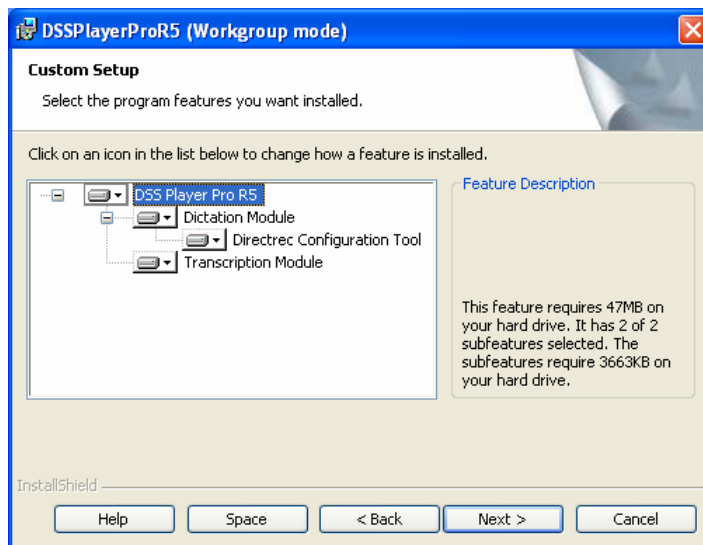 DSSPlayerProR5 (Workgroup mode)
Custom Setup
Select the program features you want installed.
Click on an icon in the list below to change how a feature is installed.
DSS Player Pro R5
Dictation Module
Directrec Configuration Tool
Transcription Module
Feature Description
This feature requires 47MB on
your hard drive. It has 2 of 2
subfeatures selected. The
subfeatures require 3663KB on
your hard drive.
InstallShield
Help
Space
< Back
Next >
Cancel